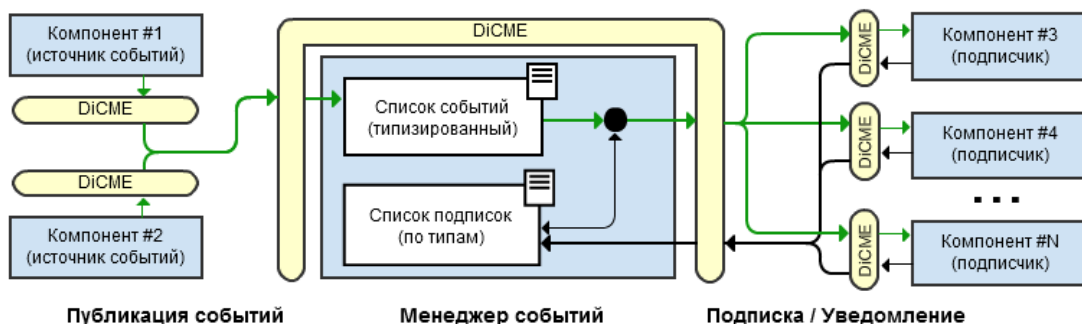 Компонент #1
(источник событий)
DiCME
DiCME
Компонент #2
(источник событий)
DiCME
Список событий
(типизированный)
Список подписок
(по типам)
DiCME
Компонент #3
(подписчик)
DiCME
Компонент #4
(подписчик)
...
DiCME
Компонент #N
(подписчик)
Публикация событий
Менеджер событий
Подписка / Уведомление